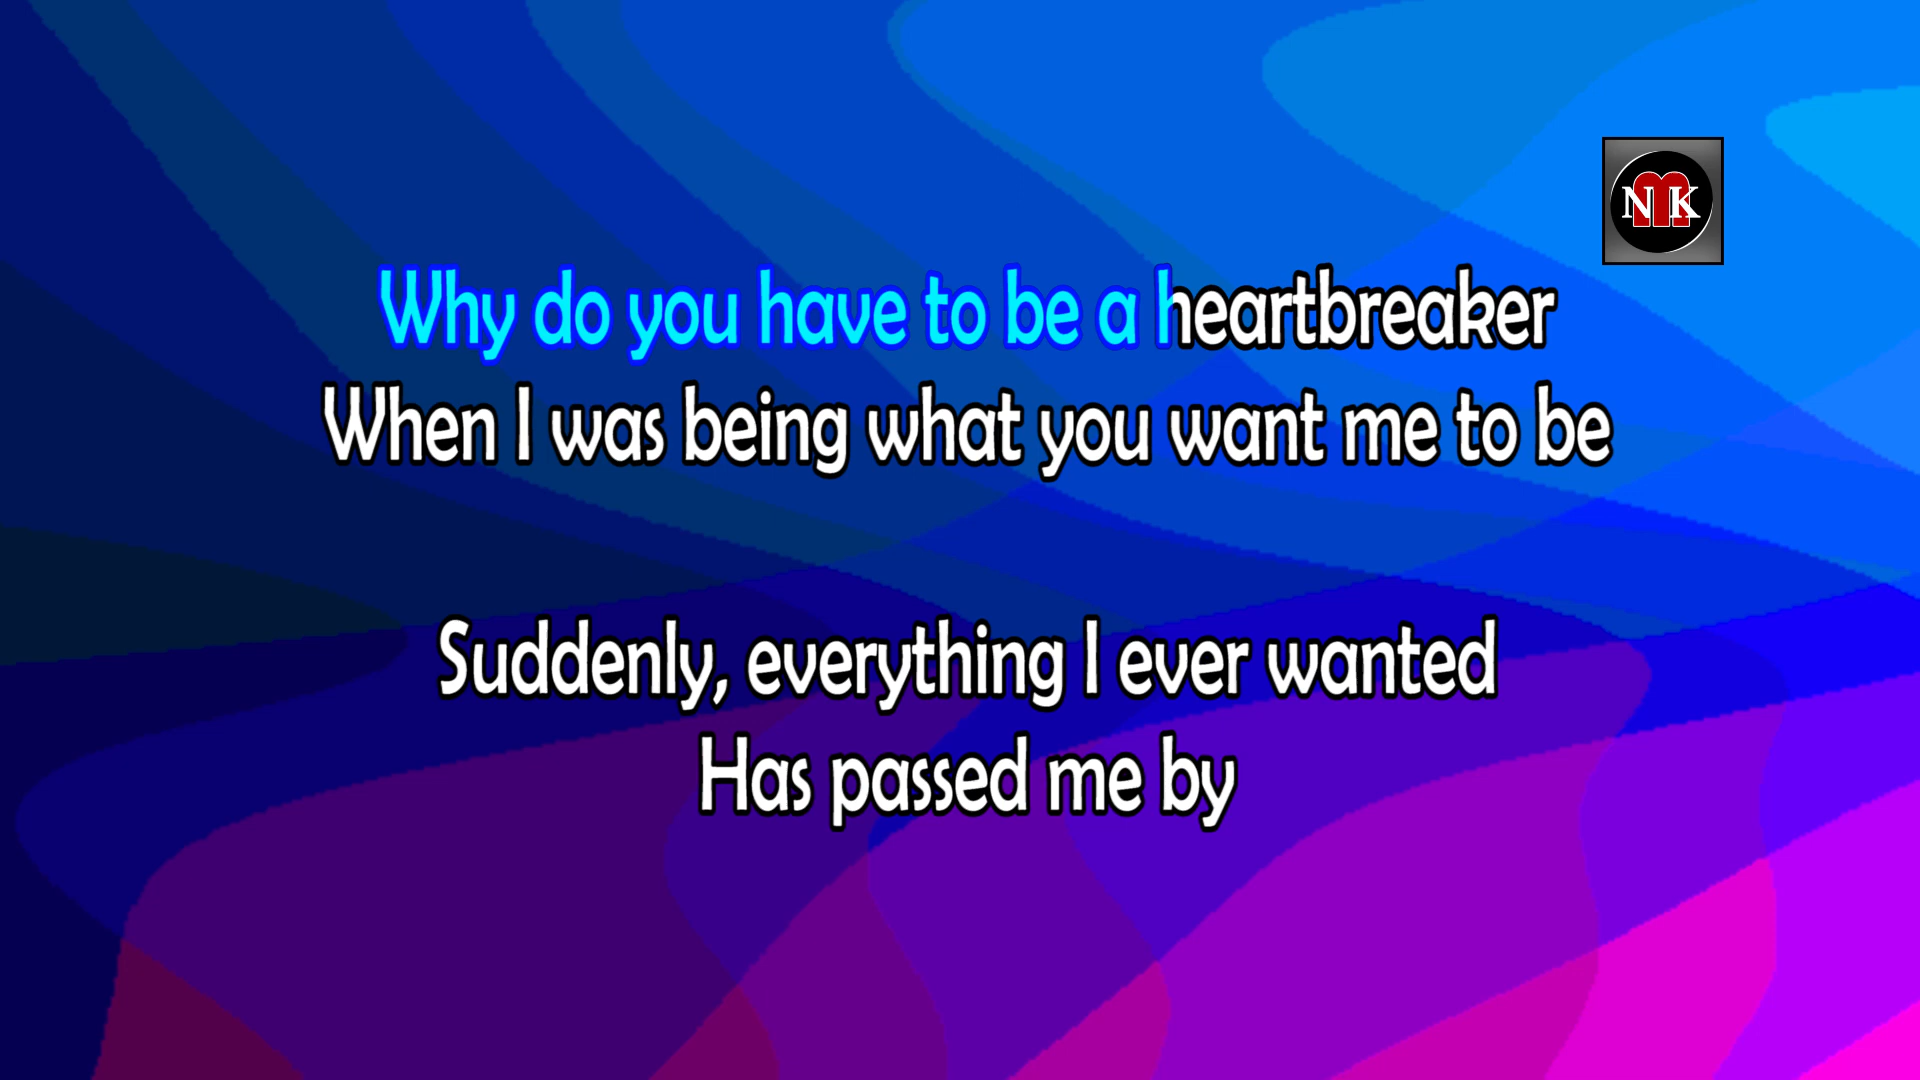 NMK
Why do you have to be a heartbreaker
When I was being what you want me to be
Suddenly, everything I ever wanted
Has passed me by